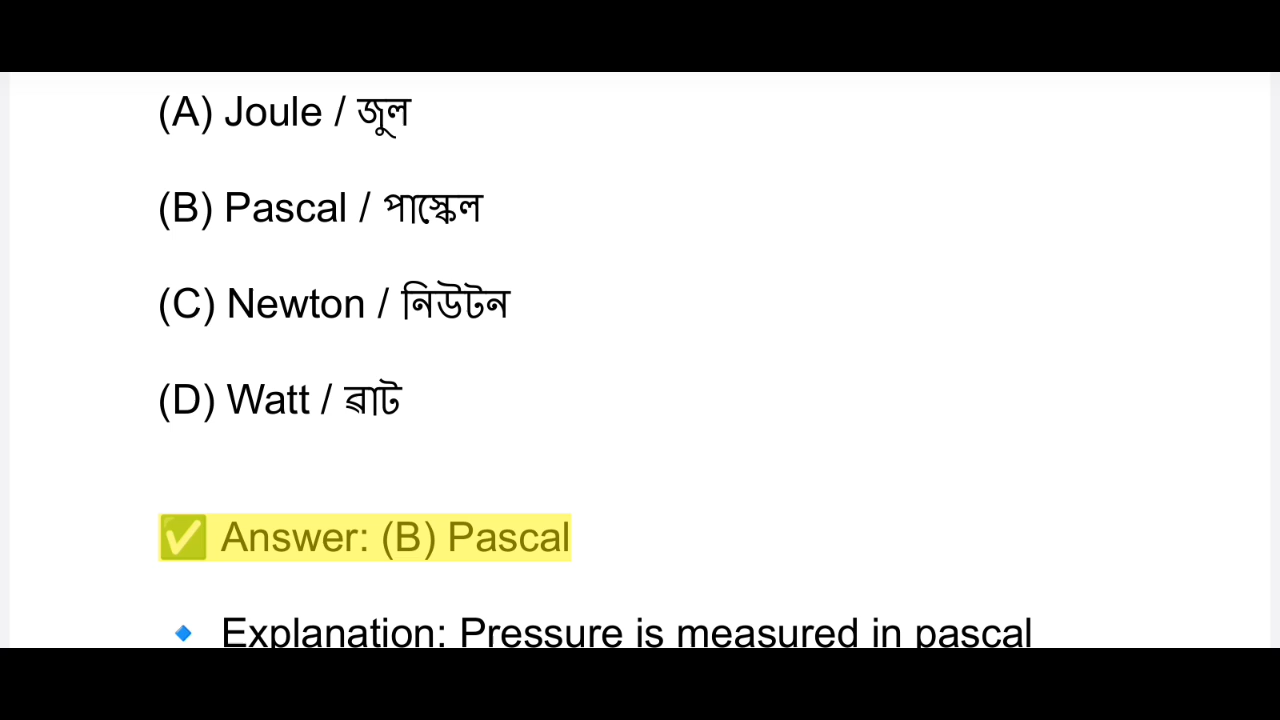 (A) Joule / জুল
(B) Pascal / পাস্কেল
(C) Newton / নিউটন
(D) Watt / ৱাট
✅ Answer: (B) Pascal
🔹 Explanation: Pressure is measured in pascal